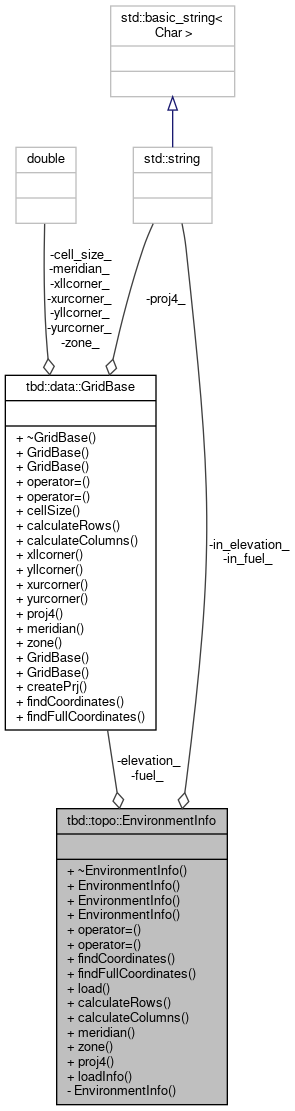 std::basic_string<
Char >
double
std::string
-cell_size_
-meridian_
-xllcorner_
-xurcorner_
-yllcorner_
-yurcorner_
-zone_
-proj4_
tbd::data::GridBase
+ ~GridBase()
+ GridBase()
+ GridBase()
+ operator=()
+ operator=()
+ cellSize()
+ calculateRows()
+ calculateColumns()
+ xllcorner()
+ yllcorner()
+ xurcorner()
+ yurcorner()
+ proj4()
+ meridian()
+ zone()
+ GridBase()
+ GridBase()
+ createPrj()
+ findCoordinates()
+ findFullCoordinates()
-in_elevation_
-in_fuel_
-elevation_
-fuel_
tbd::topo::EnvironmentInfo
+ ~EnvironmentInfo()
+ EnvironmentInfo()
+ EnvironmentInfo()
+ EnvironmentInfo()
+ operator=()
+ operator=()
+ findCoordinates()
+ findFullCoordinates()
+ load()
+ calculateRows()
+ calculateColumns()
+ meridian()
+ zone()
+ proj4()
+ loadInfo()
- EnvironmentInfo()